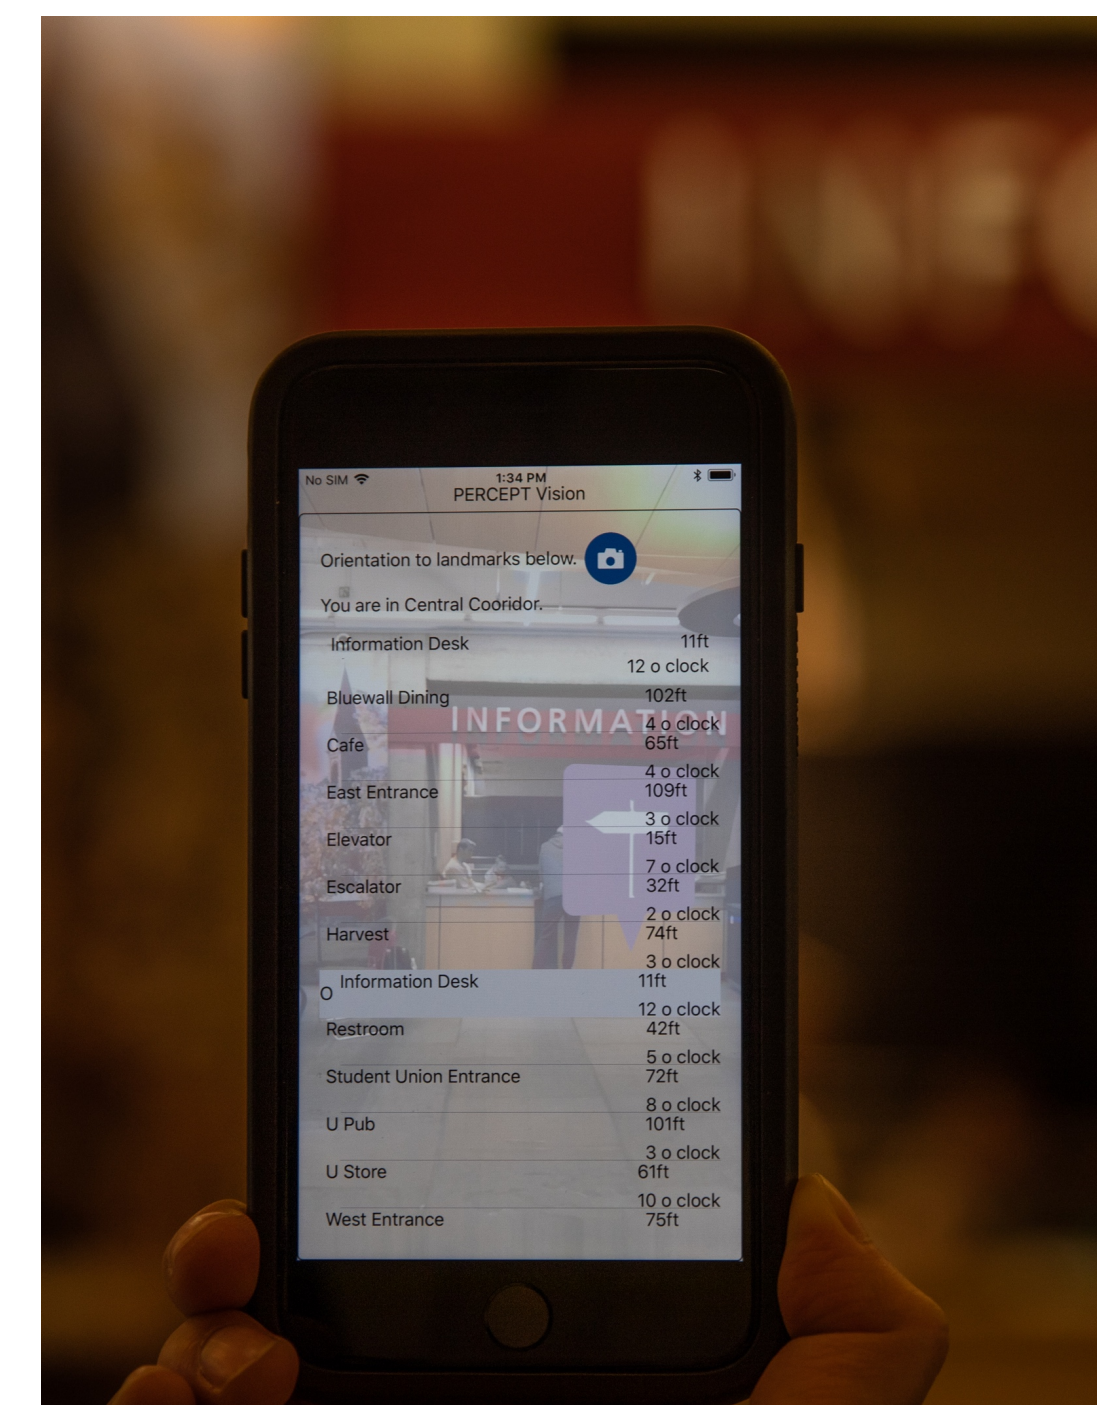 No SIM 1:34 PM
PERCEPT Vision
Orientation to landmarks below.
You are in Central Cooridor.
Information Desk 11ft
12 o clock
Bluewall Dining 102ft
INFORMATION
4 o clock
Cafe 65ft
4 o clock
East Entrance 109ft
3 o clock
Elevator 15ft
7 o clock
Escalator 32ft
2 o clock
Harvest 74ft
3 o clock
Information Desk 11ft
O
12 o clock
Restroom 42ft
5 o clock
Student Union Entrance 72ft
8 o clock
U Pub 101ft
3 o clock
U Store 61ft
10 o clock
West Entrance 75ft